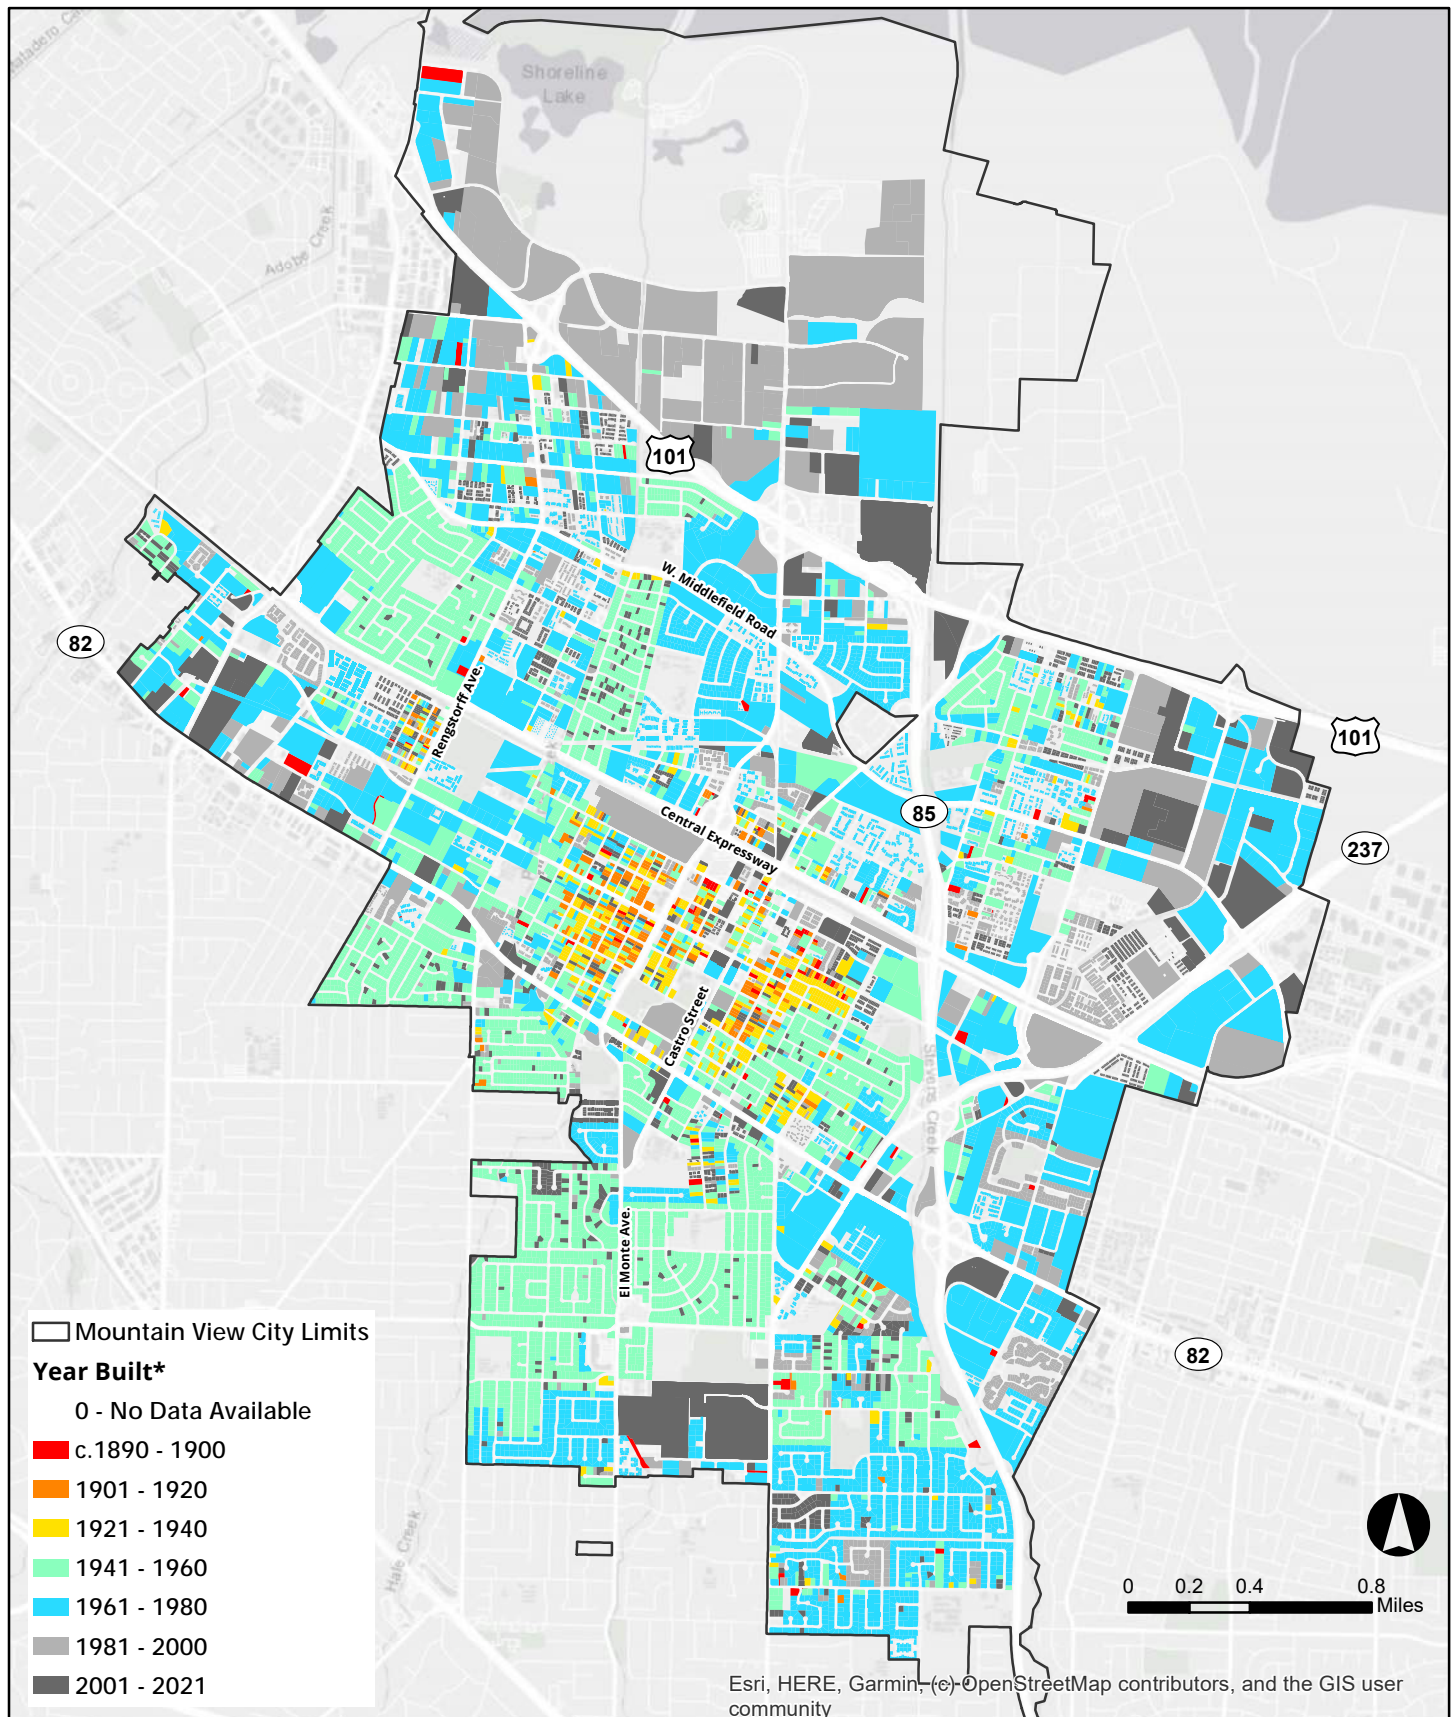 Matadero Ca
Shoreline
Lake
Adobe Creek
101
W. Middlefield Road
82
Rengstorff Ave.
101
85
Central Expressway
237
Castro Street
Stevens Creek
El Monte Ave.
82
Hale Creek
Mountain View City Limits
Year Built*
0 - No Data Available
c.1890 - 1900
1901 - 1920
1921 - 1940
1941 - 1960
1961 - 1980
1981 - 2000
2001 - 2021
0 0.2 0.4 0.8
Miles
Esri, HERE, Garmin, (c) OpenStreetMap contributors, and the GIS user
community